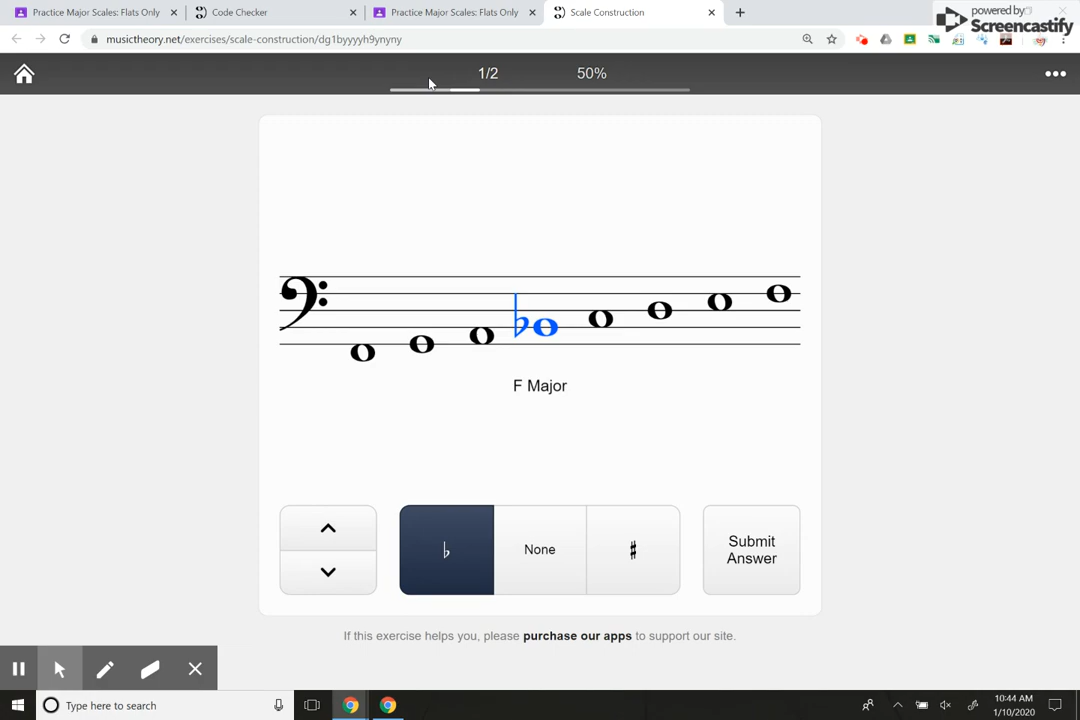 Practice Major Scales: Flats Only
Code Checker
Practice Major Scales: Flats Only
Scale Construction
powered by
Screencastify
musictheory.net/exercises/scale-construction/dg1byyyyh9ynyny
1/2
50%
F Major
♭
None
♯
Submit
Answer
If this exercise helps you, please purchase our apps to support our site.
Type here to search
10:44 AM
1/10/2020